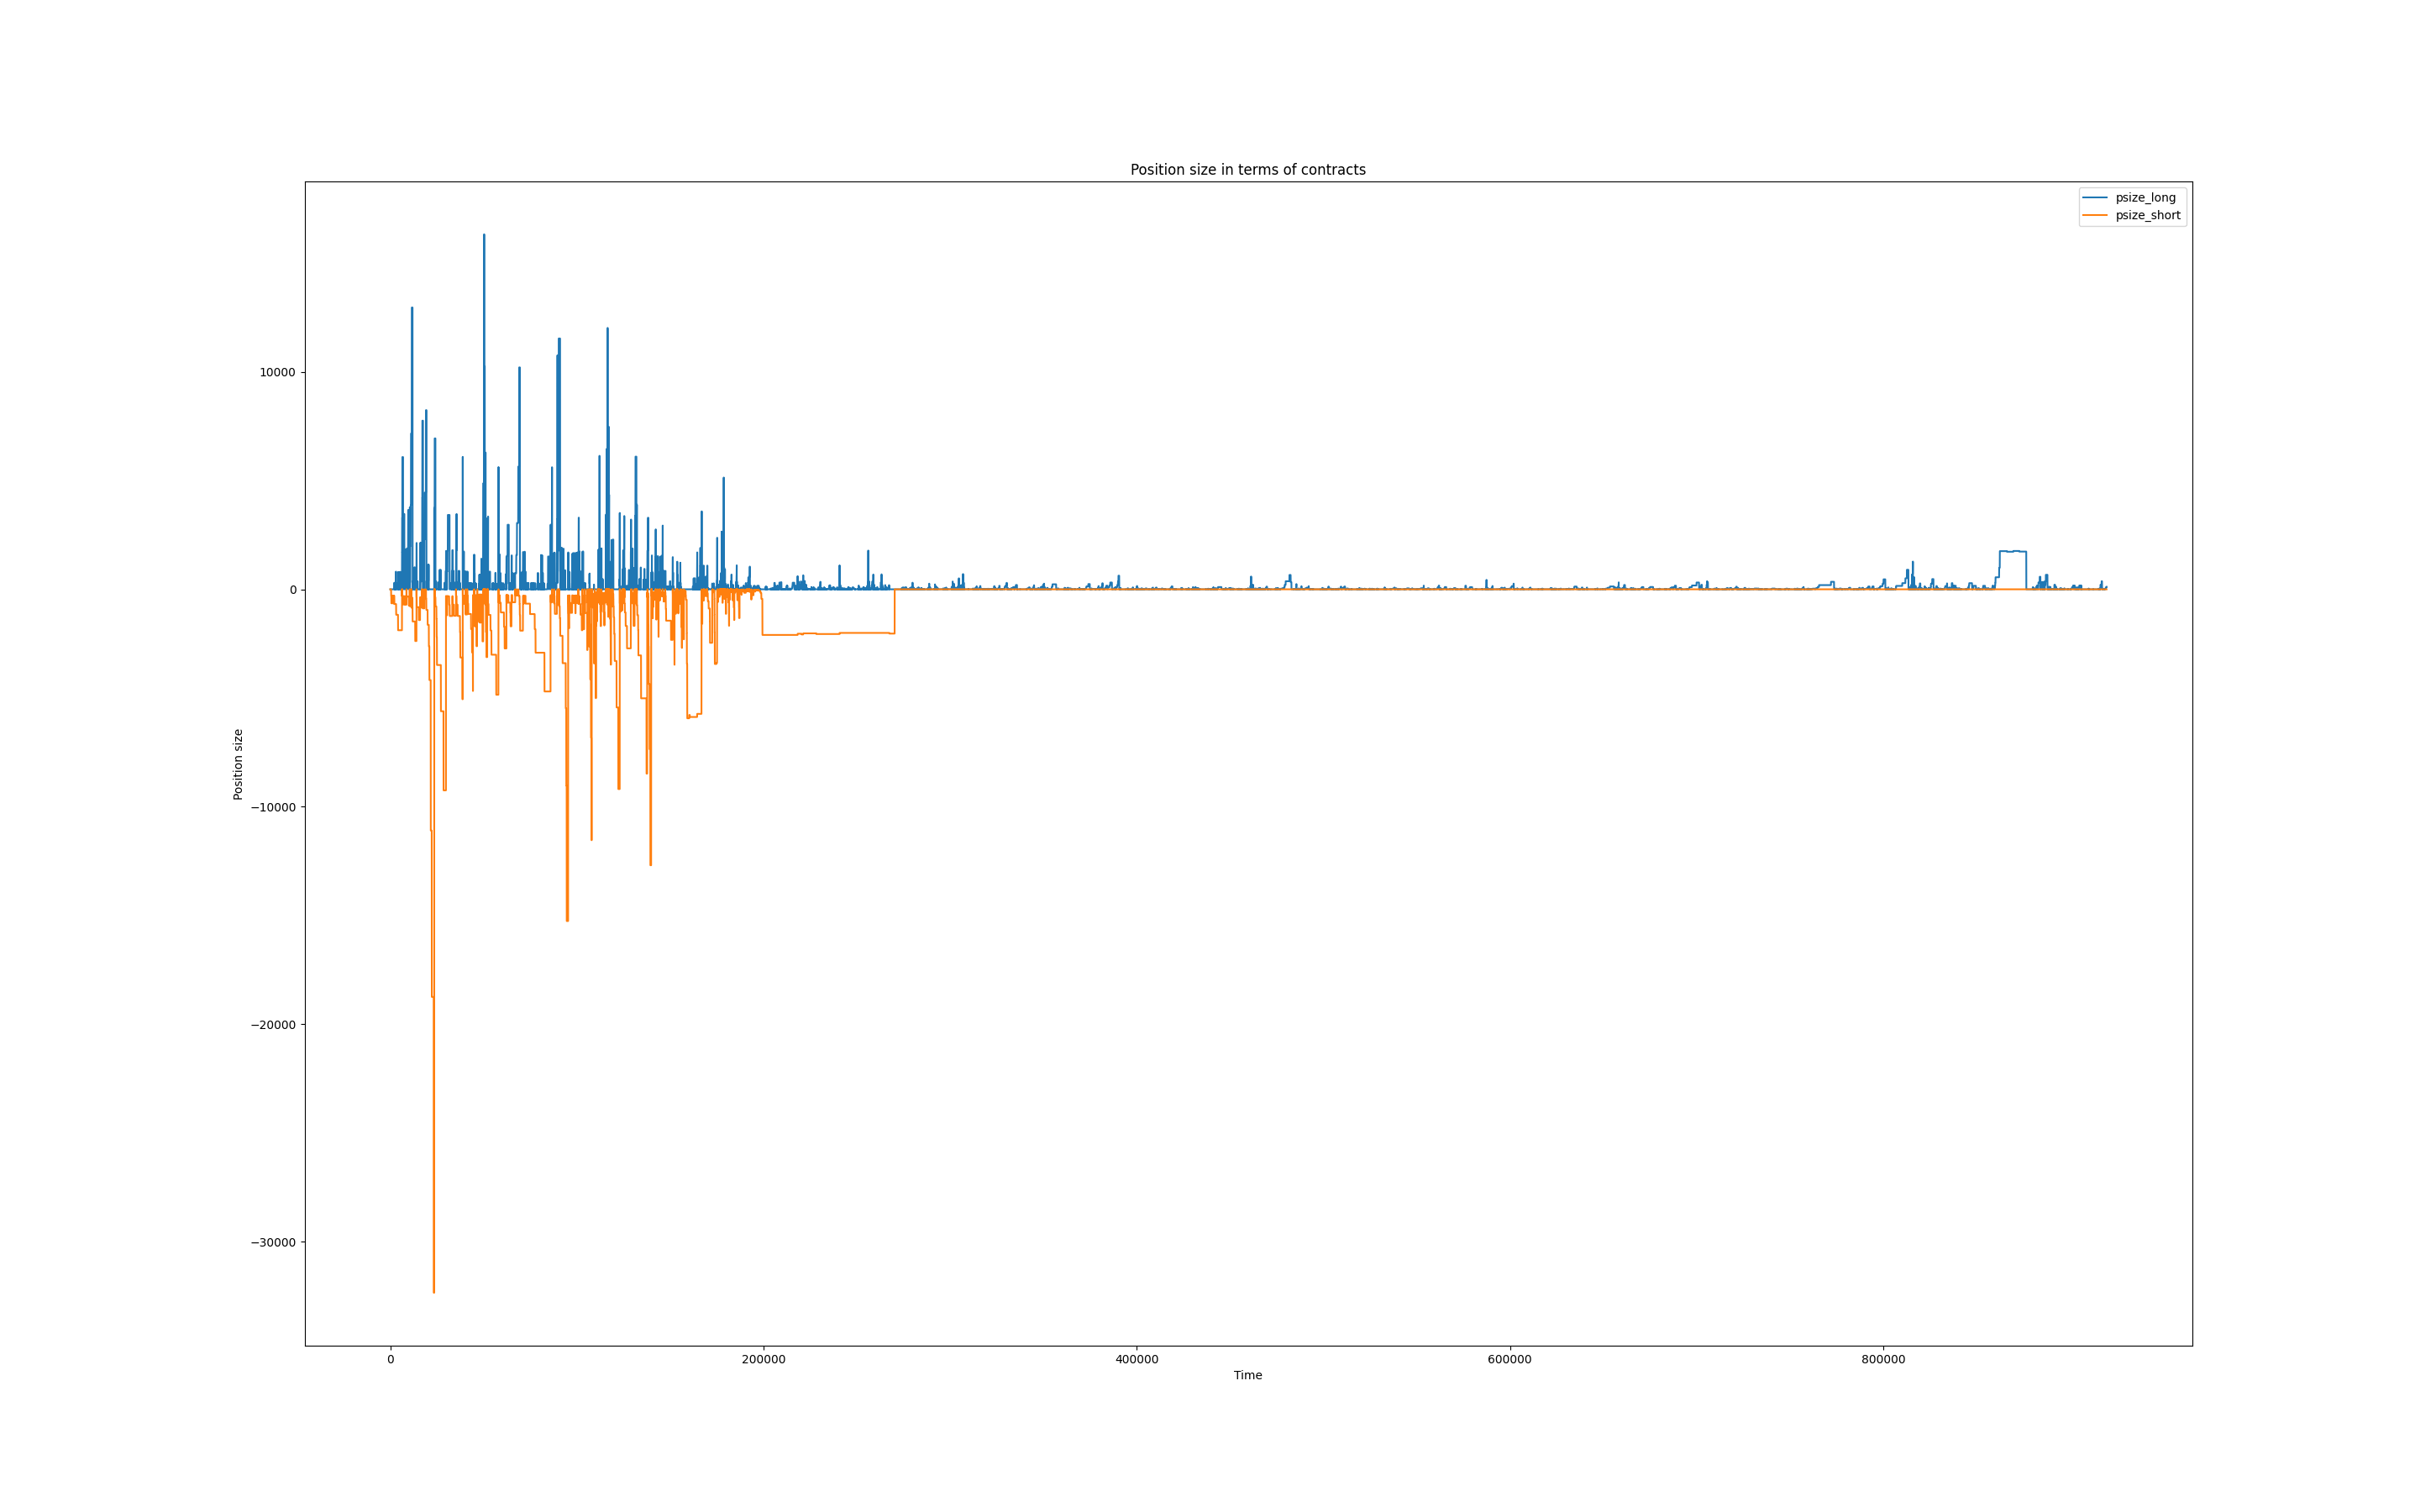 Position size in terms of contracts
psize_long
psize_short
10000
0
−10000
−20000
−30000
Position size
0
200000
400000
600000
800000
Time